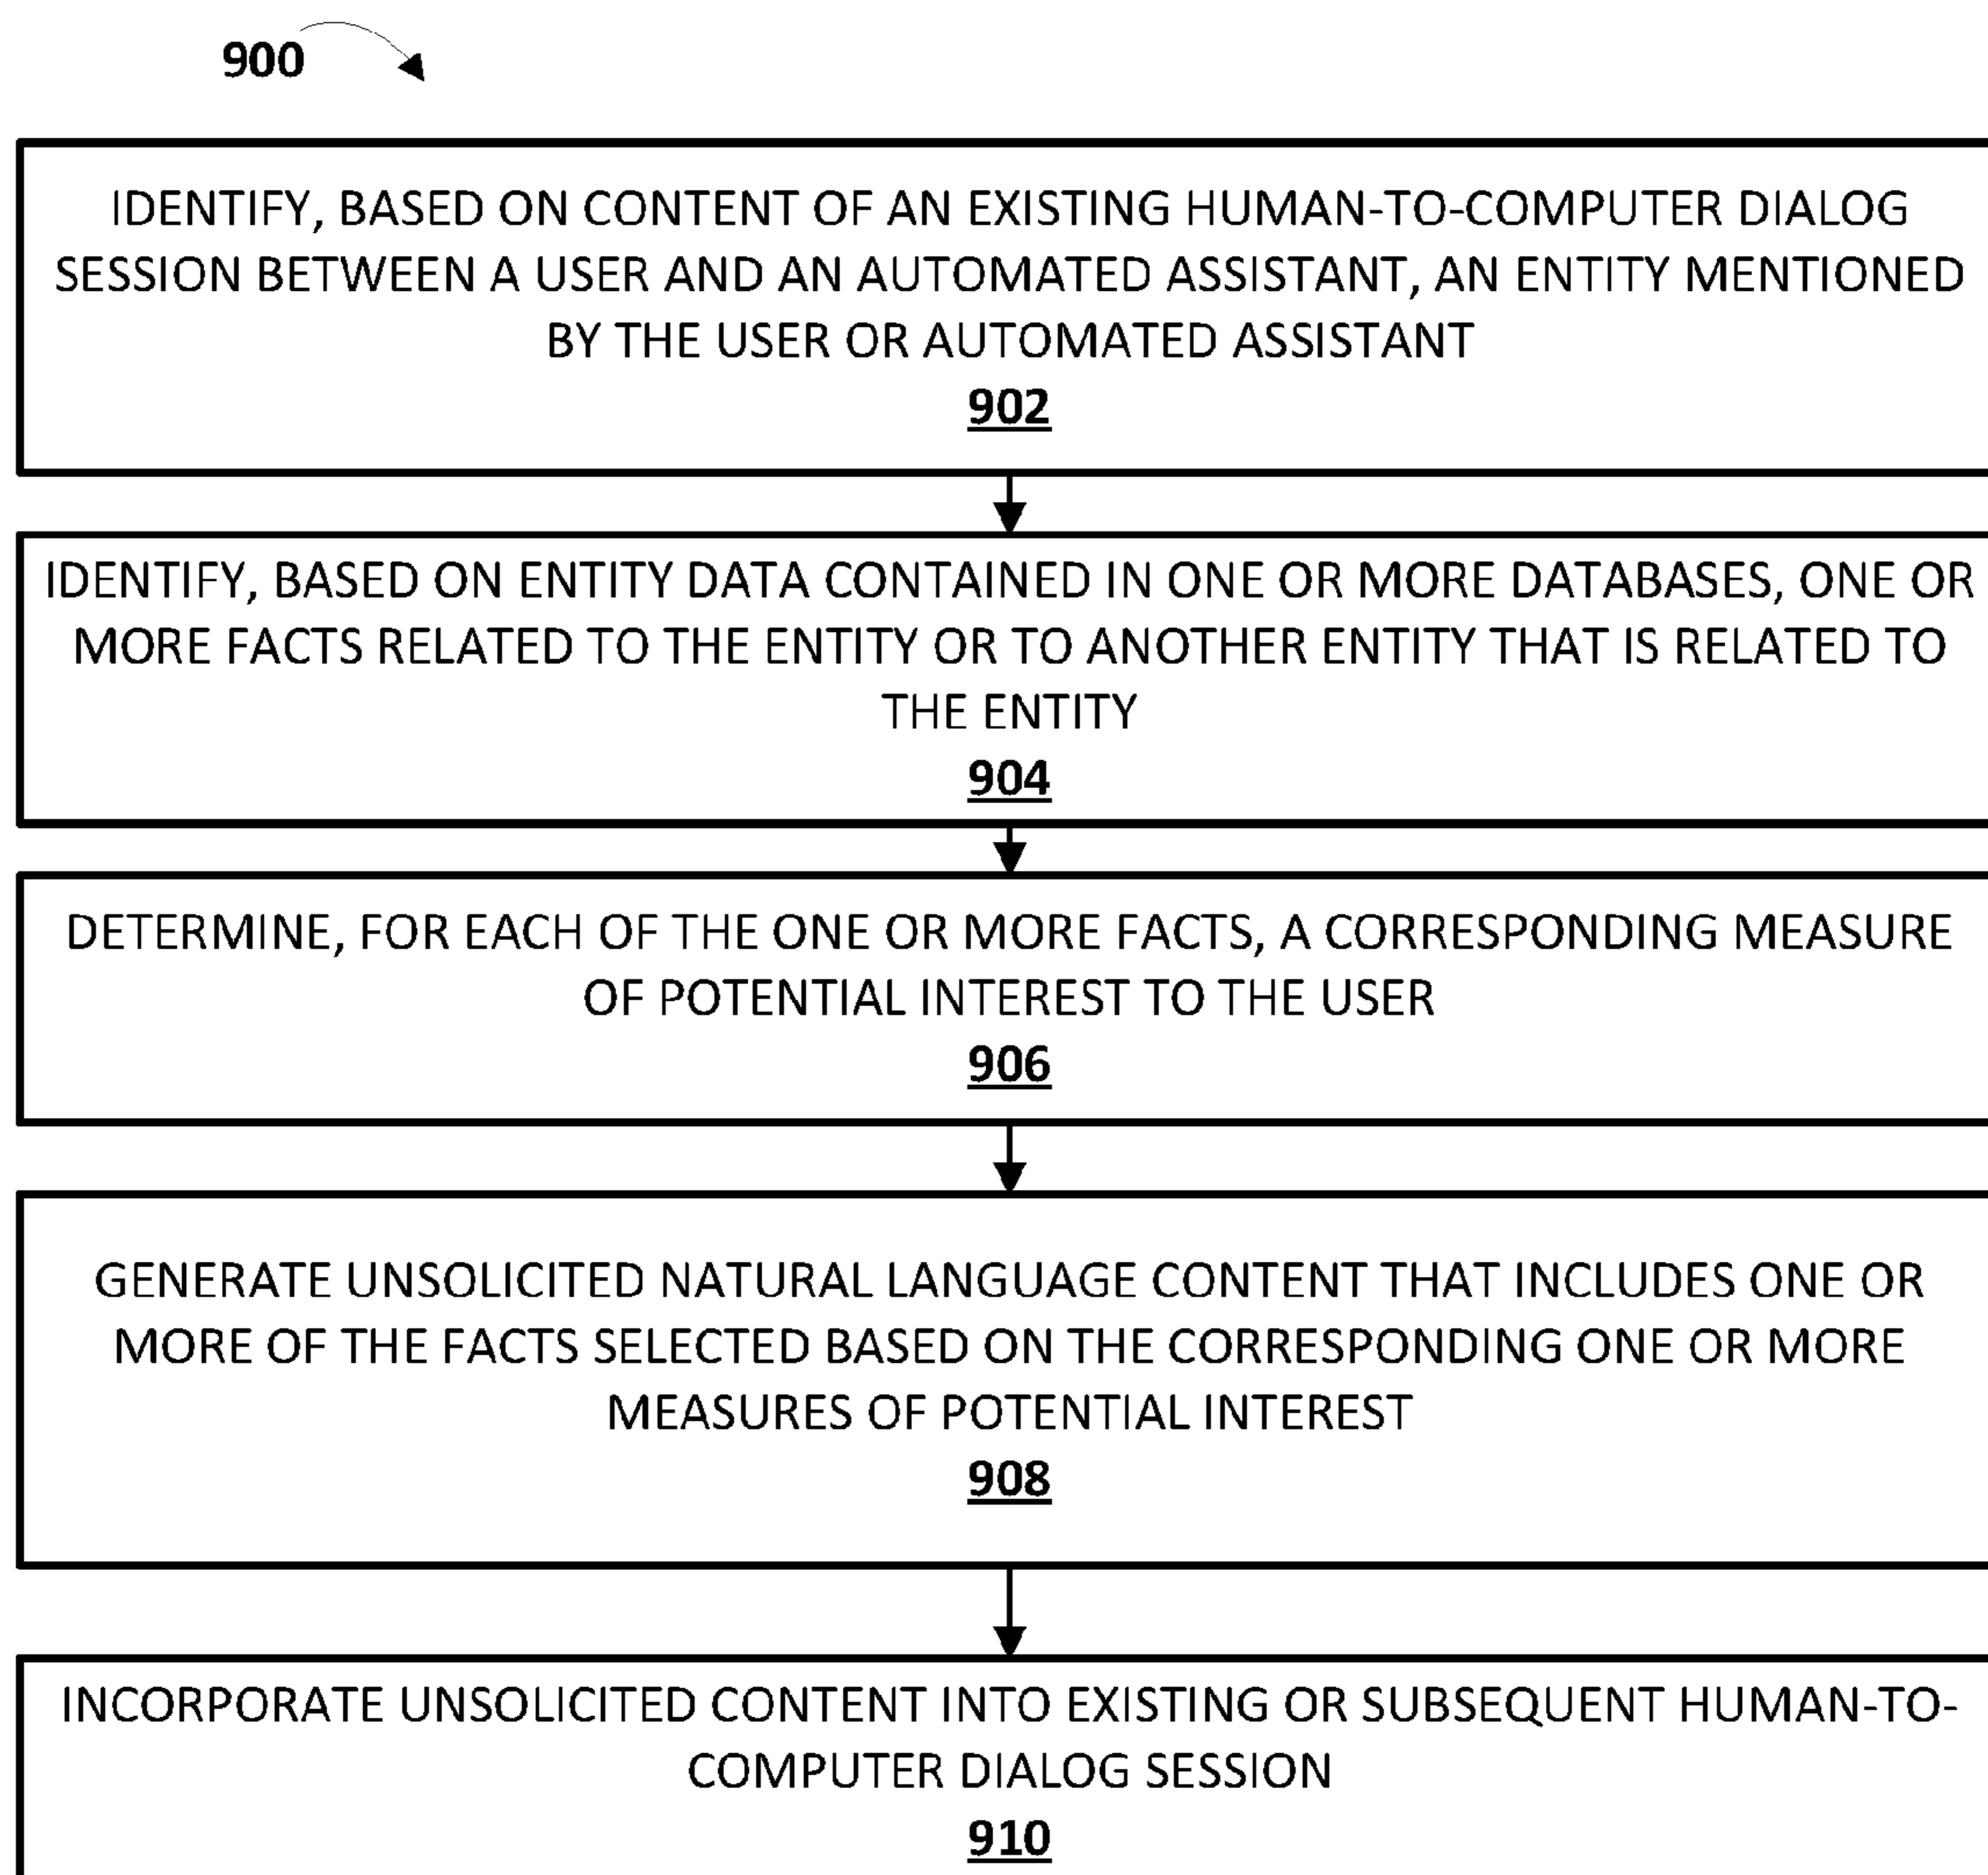 900
IDENTIFY, BASED ON CONTENT OF AN EXISTING HUMAN-TO-COMPUTER DIALOG
SESSION BETWEEN A USER AND AN AUTOMATED ASSISTANT, AN ENTITY MENTIONED
BY THE USER OR AUTOMATED ASSISTANT
902
IDENTIFY, BASED ON ENTITY DATA CONTAINED IN ONE OR MORE DATABASES, ONE OR
MORE FACTS RELATED TO THE ENTITY OR TO ANOTHER ENTITY THAT IS RELATED TO
THE ENTITY
904
DETERMINE, FOR EACH OF THE ONE OR MORE FACTS, A CORRESPONDING MEASURE
OF POTENTIAL INTEREST TO THE USER
906
GENERATE UNSOLICITED NATURAL LANGUAGE CONTENT THAT INCLUDES ONE OR
MORE OF THE FACTS SELECTED BASED ON THE CORRESPONDING ONE OR MORE
MEASURES OF POTENTIAL INTEREST
908
INCORPORATE UNSOLICITED CONTENT INTO EXISTING OR SUBSEQUENT HUMAN-TO-
COMPUTER DIALOG SESSION
910